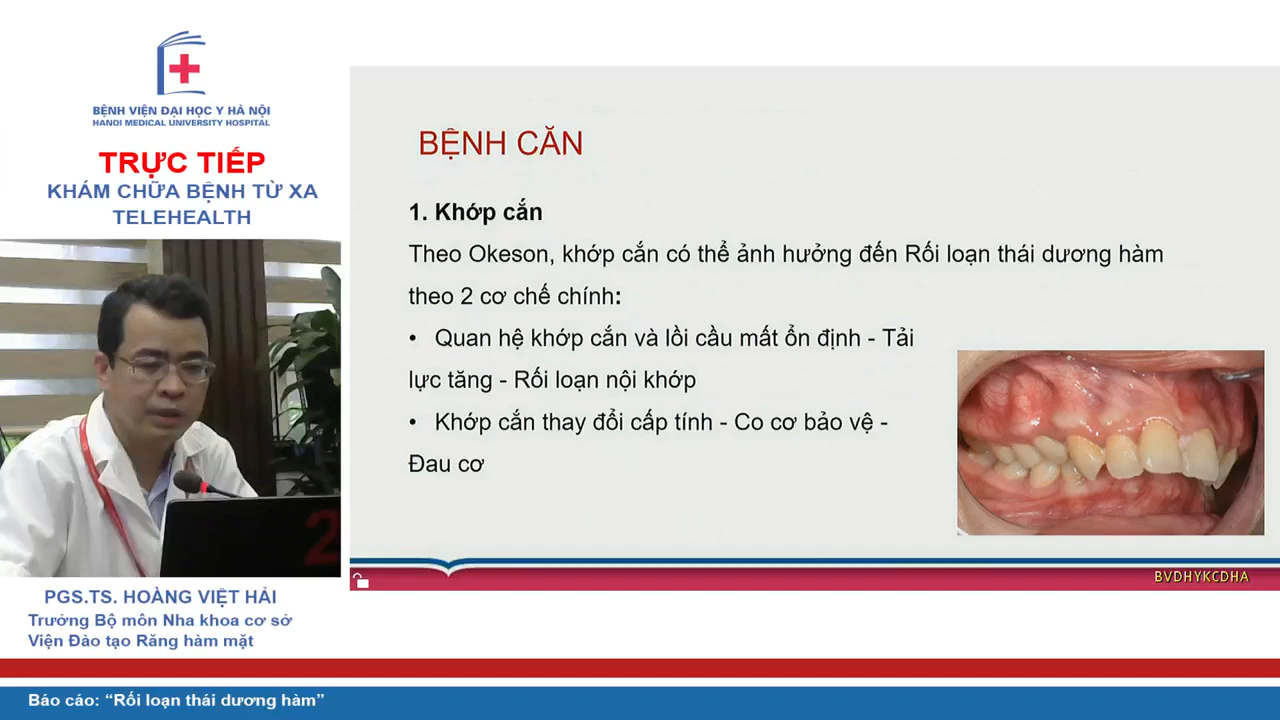 BỆNH VIỆN ĐẠI HỌC Y HÀ NỘI
HANOI MEDICAL UNIVERSITY HOSPITAL
TRỰC TIẾP
KHÁM CHỮA BỆNH TỪ XA
TELEHEALTH
BỆNH CĂN
1. Khớp cắn
Theo Okeson, khớp cắn có thể ảnh hưởng đến Rối loạn thái dương hàm
theo 2 cơ chế chính:
• Quan hệ khớp cắn và lồi cầu mất ổn định - Tải
lực tăng - Rối loạn nội khớp
• Khớp cắn thay đổi cấp tính - Co cơ bảo vệ -
Đau cơ
2
BVDHYKCDHA
PGS.TS. HOÀNG VIỆT HẢI
Trưởng Bộ môn Nha khoa cơ sở
Viện Đào tạo Răng hàm mặt
Báo cáo: “Rối loạn thái dương hàm”